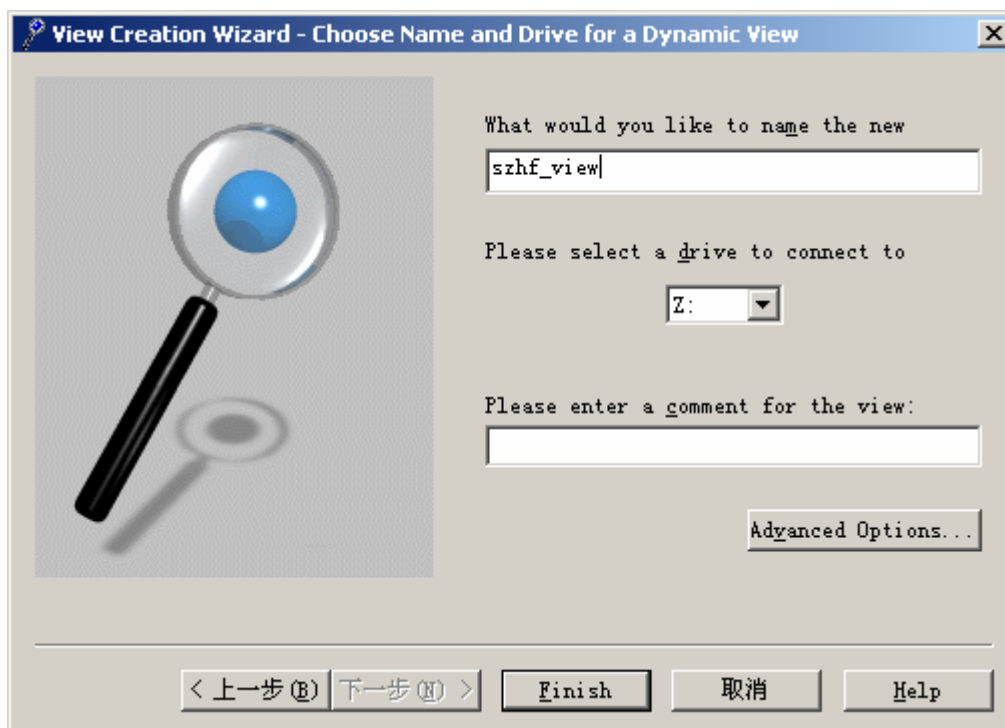 View Creation Wizard - Choose Name and Drive for a Dynamic View
What would you like to name the new
szhf_view
Please select a drive to connect to
Z:
Please enter a comment for the view:
Advanced Options...
< 上一步(B) 下一步(N) > Finish 取消 Help